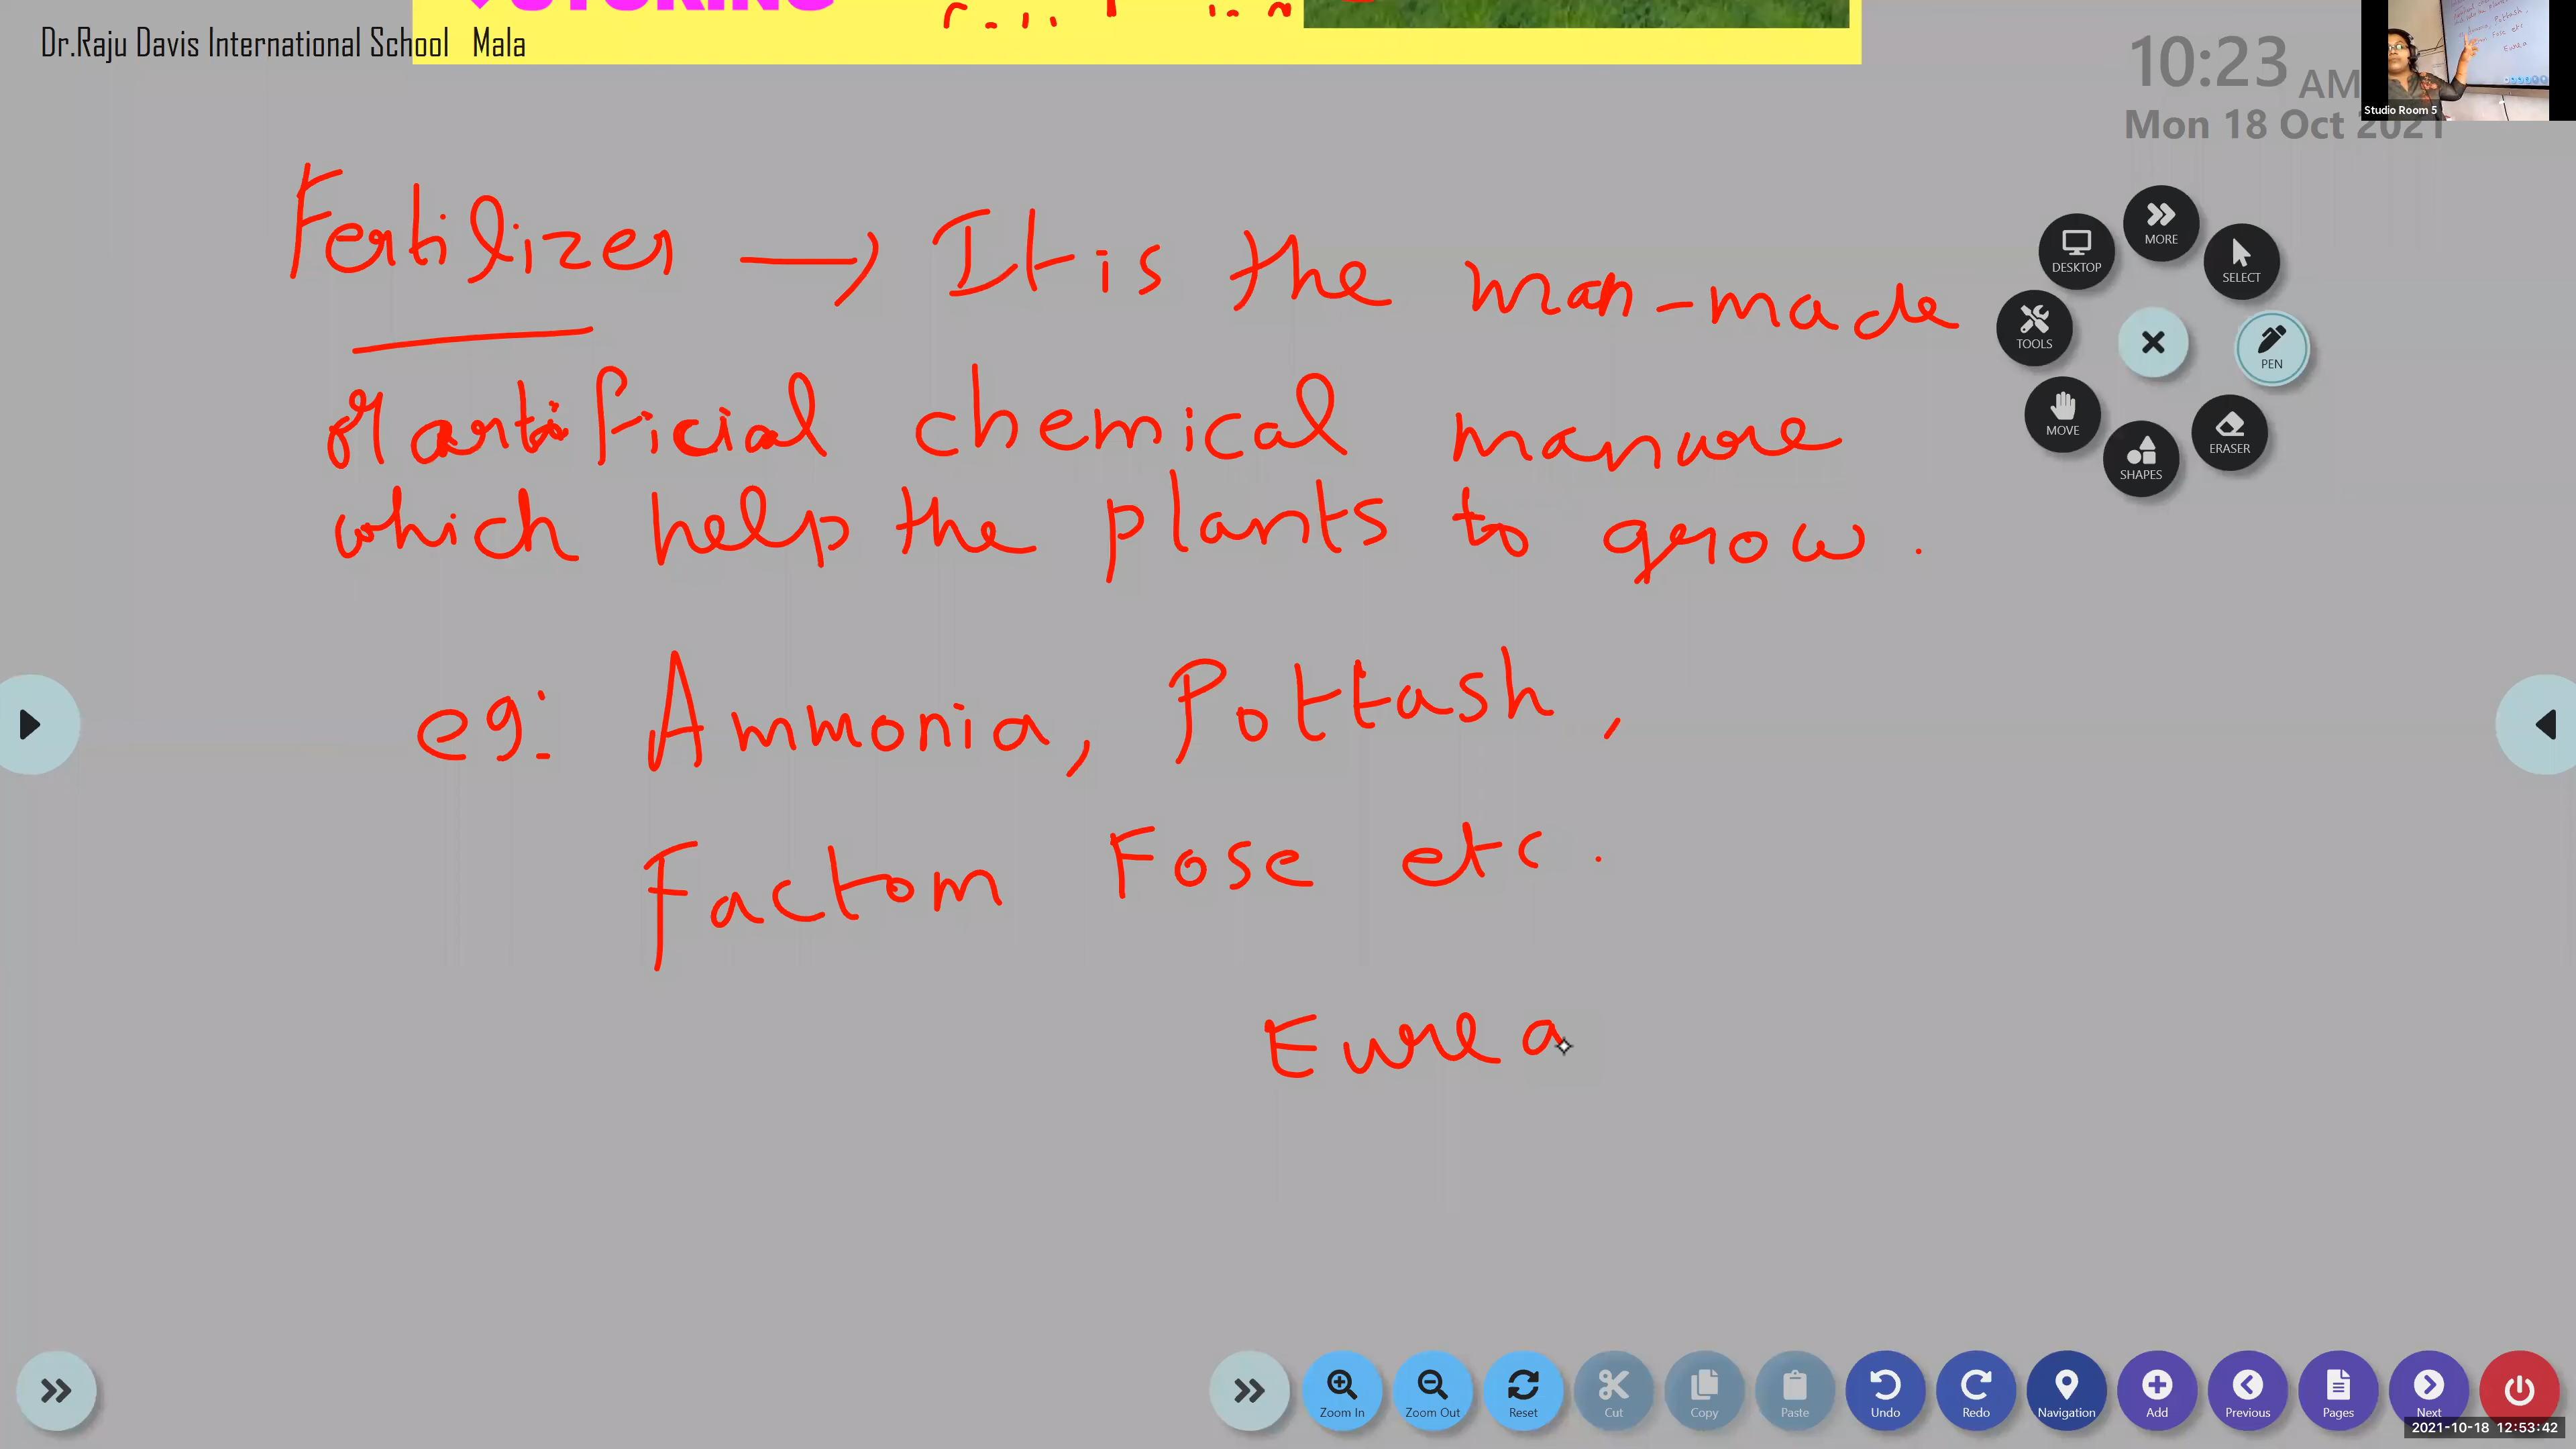 Dr.Raju Davis International School Mala
10:23 AM
Mon 18 Oct 2021
Studio Room 5
Fertilizer → It is the man-made
or artificial chemical manure
which help the plants to grow.
eg: Ammonia, Pottash,
Factom Fose etc.
Eurea
MORE
DESKTOP
SELECT
TOOLS
PEN
MOVE
ERASER
SHAPES
Zoom In
Zoom Out
Reset
Cut
Copy
Paste
Undo
Redo
Navigation
Add
Previous
Pages
Next
2021-10-18 12:53:42